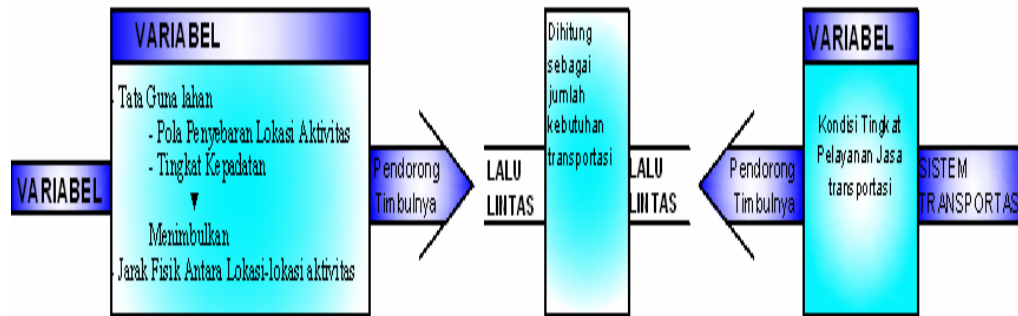 VARIABEL
VARIABEL
- Tata Guna lahan
- Pola Penyebaran Lokasi Aktivitas
- Tingkat Kepadatan
Menimbulkan
- Jarak Fisik Antara Lokasi-lokasi aktivitas
Pendorong
Timbulnya
LALU
LINTAS
Dihitung
sebagai
jumlah
kebutuhan
transportasi
LALU
LINTAS
Pendorong
Timbulnya
VARIABEL
Kondisi Tingkat
Pelayanan Jasa
transportasi
SISTEM
TRANSPORTAS